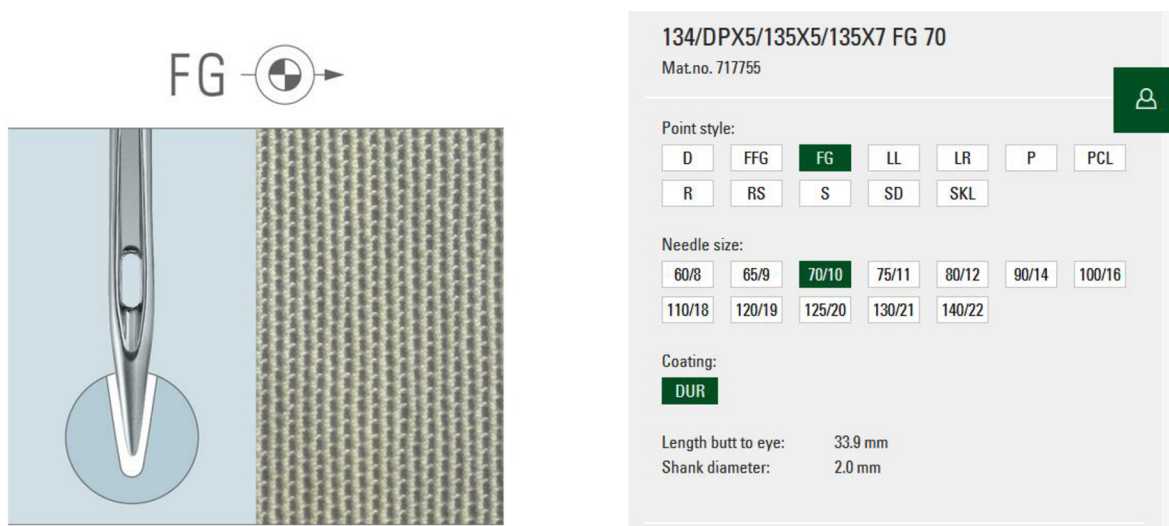 FG
134/DPX5/135X5/135X7 FG 70
Mat.no. 717755
Point style:
D FFG FG LL LR P PCL
R RS S SD SKL
Needle size:
60/8 65/9 70/10 75/11 80/12 90/14 100/16
110/18 120/19 125/20 130/21 140/22
Coating:
DUR
Length butt to eye: 33.9 mm
Shank diameter: 2.0 mm